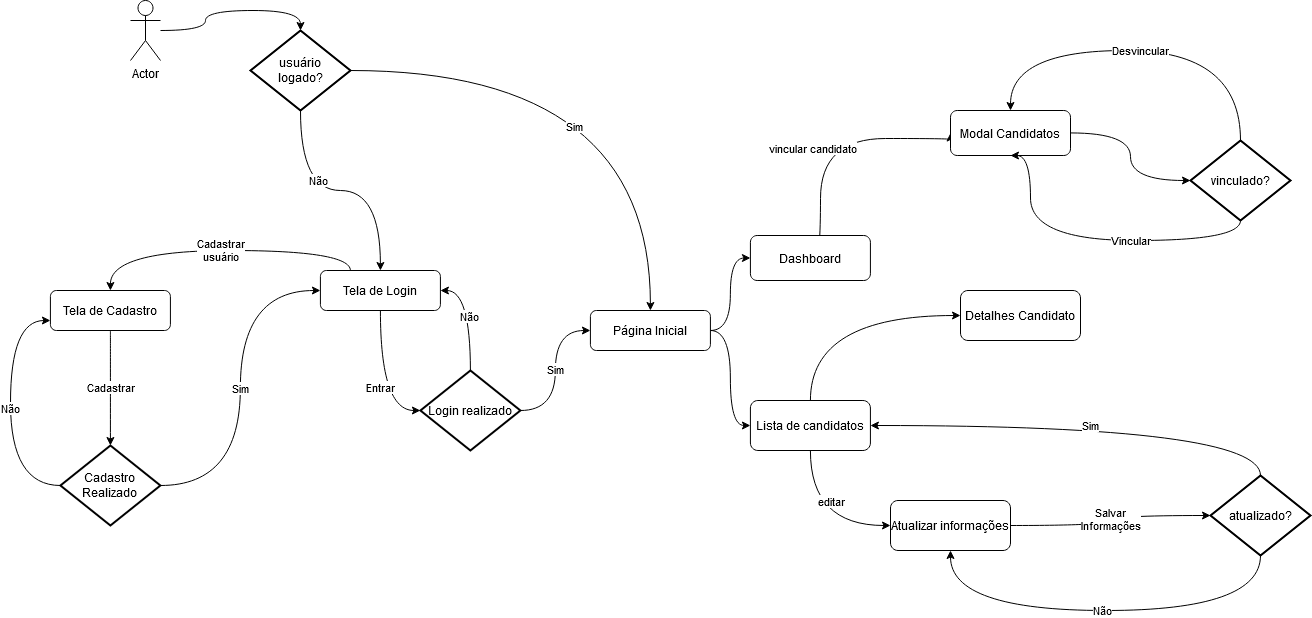 Actor
usuário
logado?
Sim
Não
Desvincular
Modal Candidatos
vincular candidato
vinculado?
Vincular
Cadastrar
usuário
Dashboard
Tela de Cadastro
Tela de Login
Não
Página Inicial
Detalhes Candidato
Sim
Cadastrar
Sim
Entrar
Não
Login realizado
Lista de candidatos
Sim
Cadastro
Realizado
editar
Atualizar informações
Salvar
Informações
atualizado?
Não